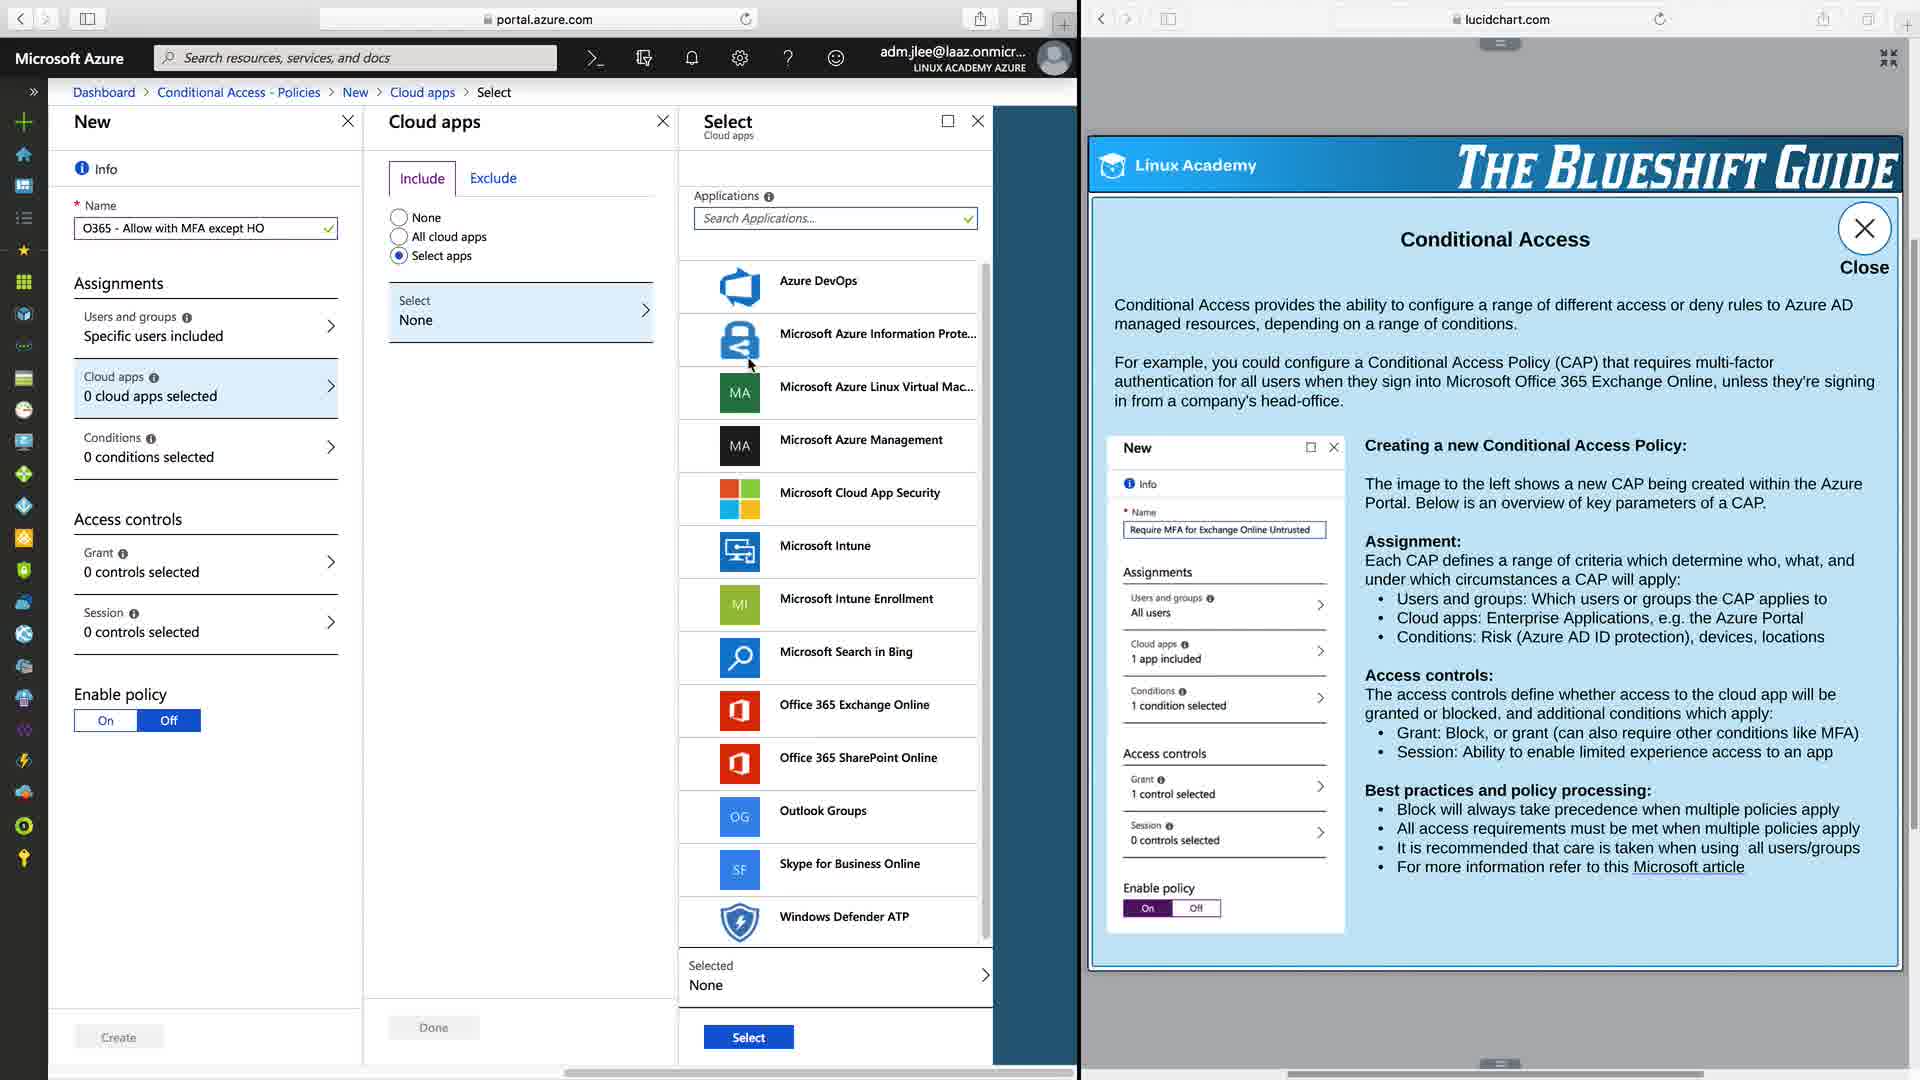 portal.azure.com
Microsoft Azure
Search resources, services, and docs
adm.jlee@laaz.onmicr...
LINUX ACADEMY AZURE
Dashboard > Conditional Access - Policies > New > Cloud apps > Select
New
Info
* Name
O365 - Allow with MFA except HO
Assignments
Users and groups
Specific users included
Cloud apps
0 cloud apps selected
Conditions
0 conditions selected
Access controls
Grant
0 controls selected
Session
0 controls selected
Enable policy
On Off
Create
Cloud apps
Include Exclude
None
All cloud apps
Select apps
Select
None
Done
Select
Cloud apps
Applications
Search Applications...
Azure DevOps
Microsoft Azure Information Prote...
MA Microsoft Azure Linux Virtual Mac...
MA Microsoft Azure Management
Microsoft Cloud App Security
Microsoft Intune
MI Microsoft Intune Enrollment
Microsoft Search in Bing
Office 365 Exchange Online
Office 365 SharePoint Online
OG Outlook Groups
SF Skype for Business Online
Windows Defender ATP
Selected
None
Select
lucidchart.com
Linux Academy
THE BLUESHIFT GUIDE
Conditional Access
Close
Conditional Access provides the ability to configure a range of different access or deny rules to Azure AD
managed resources, depending on a range of conditions.
For example, you could configure a Conditional Access Policy (CAP) that requires multi-factor
authentication for all users when they sign into Microsoft Office 365 Exchange Online, unless they're signing
in from a company's head-office.
New
Info
* Name
Require MFA for Exchange Online Untrusted
Assignments
Users and groups
All users
Cloud apps
1 app included
Conditions
1 condition selected
Access controls
Grant
1 control selected
Session
0 controls selected
Enable policy
On Off
Creating a new Conditional Access Policy:
The image to the left shows a new CAP being created within the Azure
Portal. Below is an overview of key parameters of a CAP.
Assignment:
Each CAP defines a range of criteria which determine who, what, and
under which circumstances a CAP will apply:
• Users and groups: Which users or groups the CAP applies to
• Cloud apps: Enterprise Applications, e.g. the Azure Portal
• Conditions: Risk (Azure AD ID protection), devices, locations
Access controls:
The access controls define whether access to the cloud app will be
granted or blocked, and additional conditions which apply:
• Grant: Block, or grant (can also require other conditions like MFA)
• Session: Ability to enable limited experience access to an app
Best practices and policy processing:
• Block will always take precedence when multiple policies apply
• All access requirements must be met when multiple policies apply
• It is recommended that care is taken when using all users/groups
• For more information refer to this Microsoft article